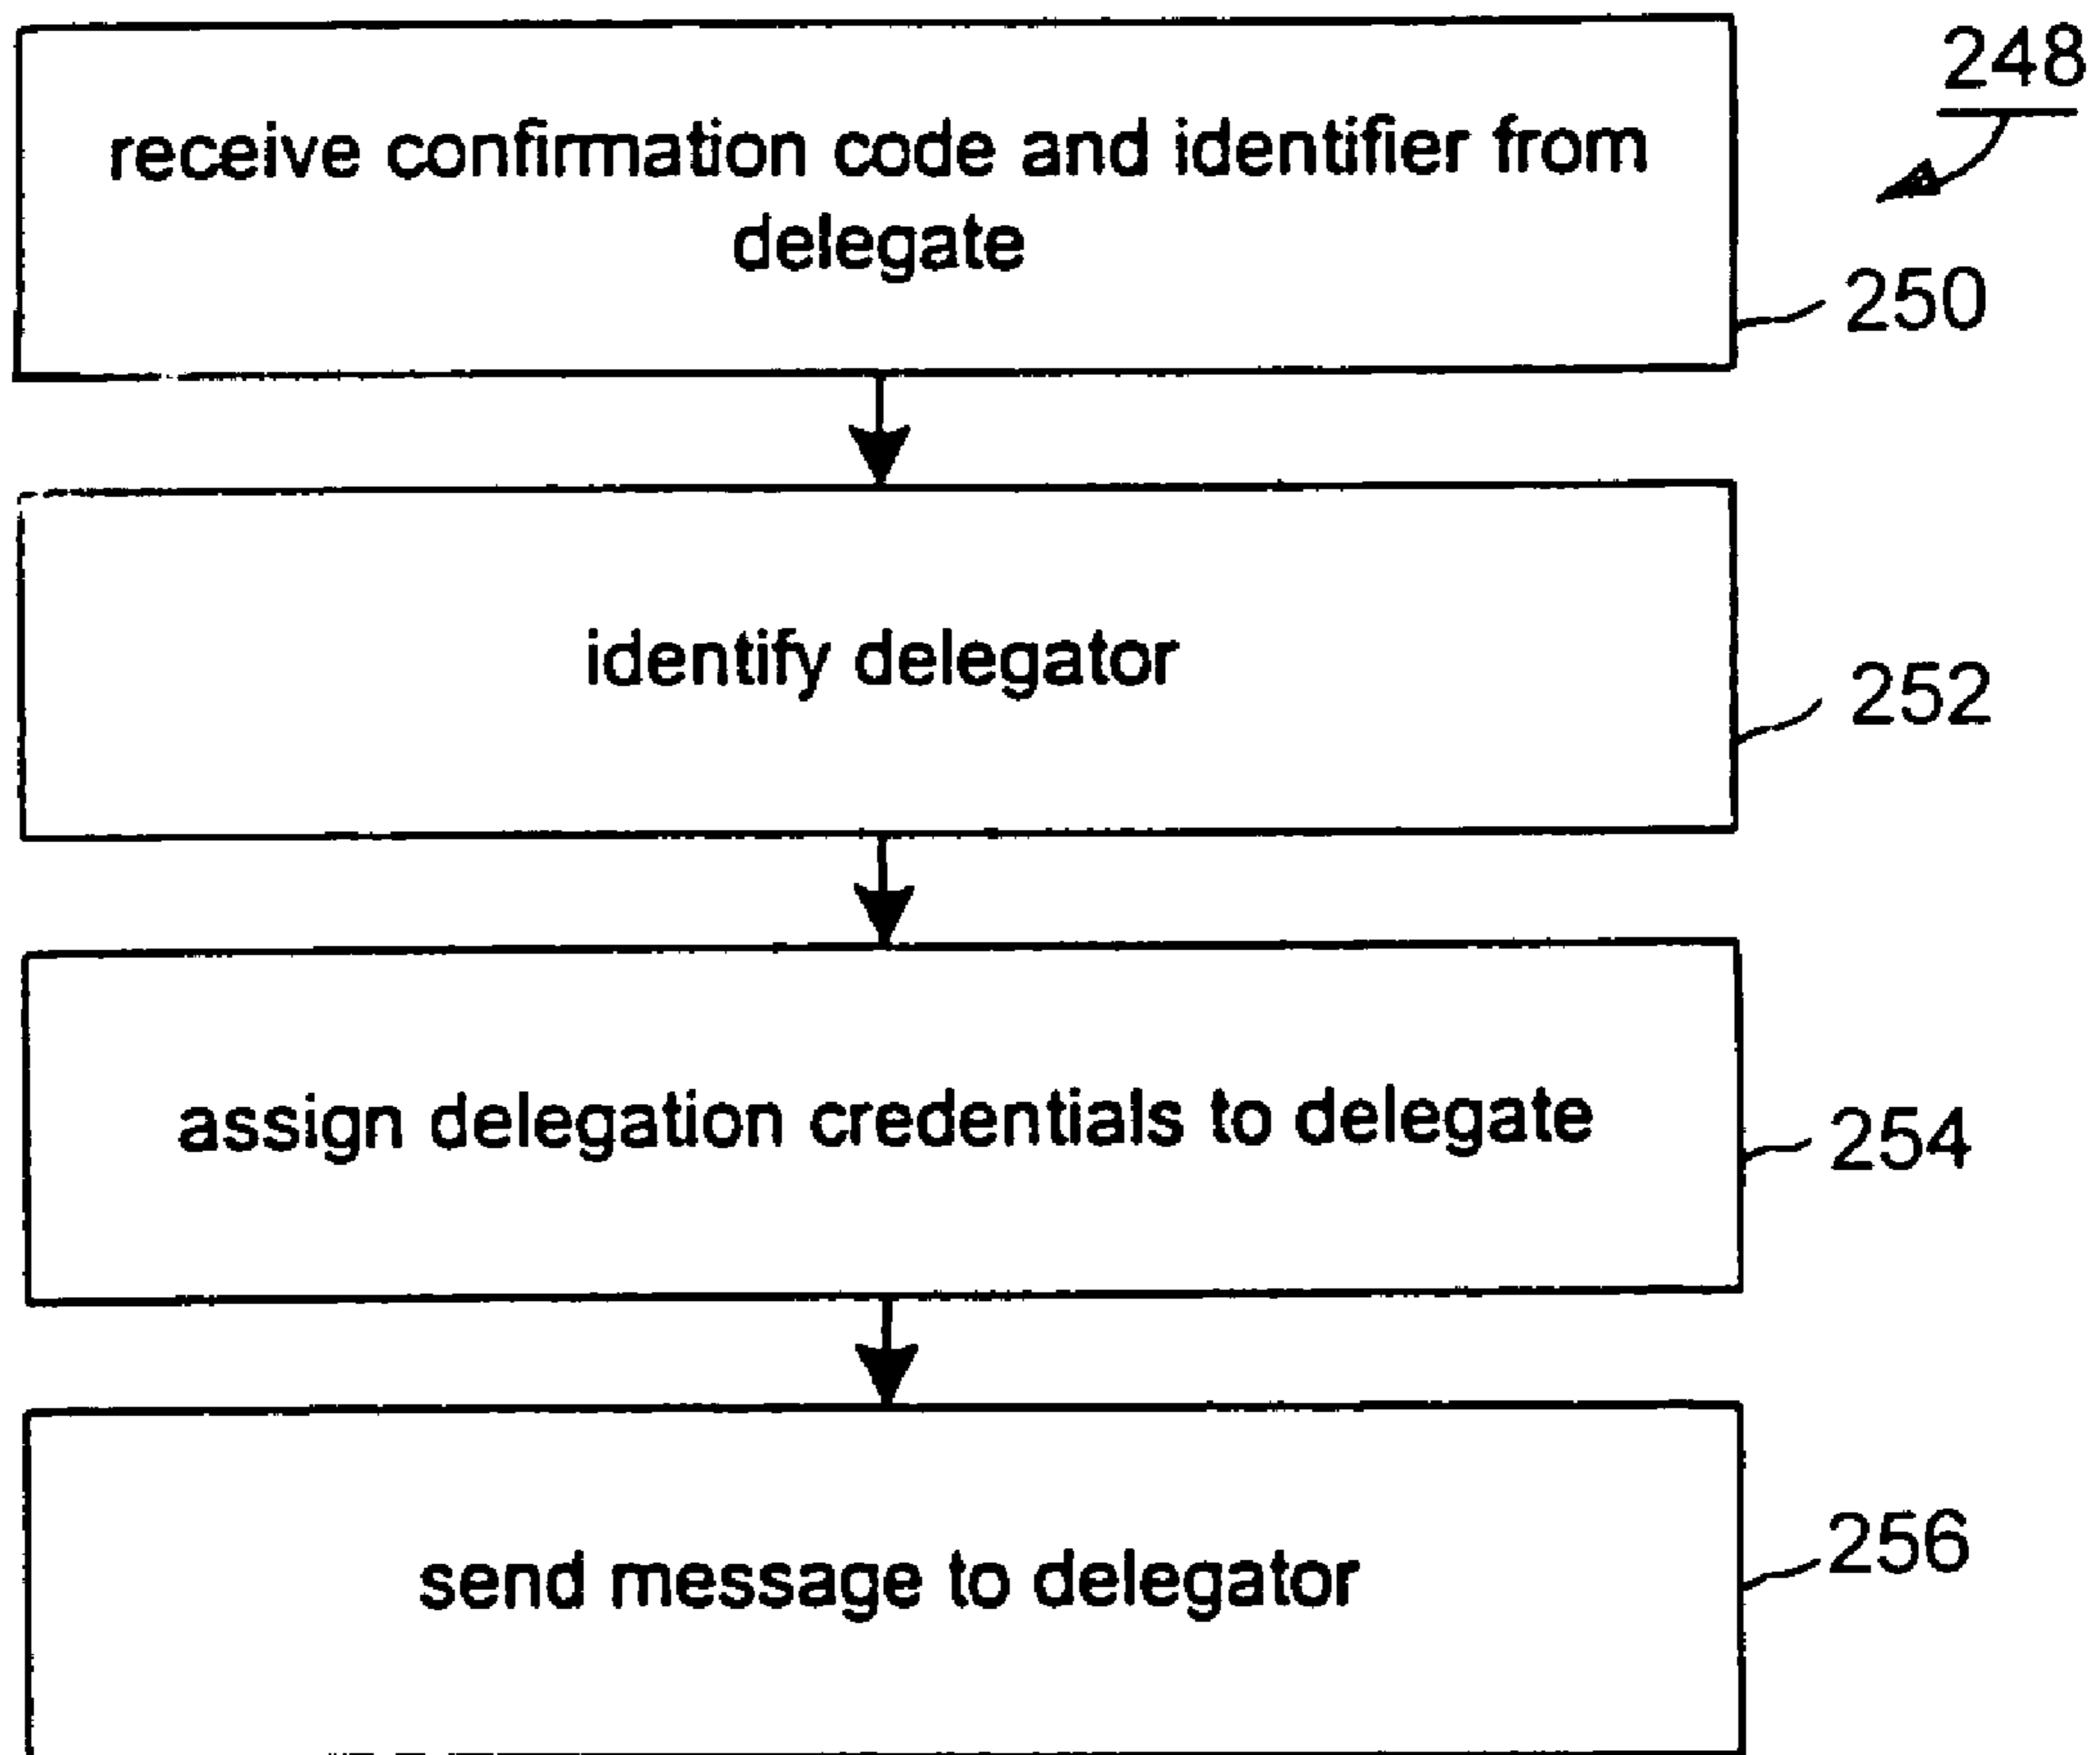 248
receive confirmation code and identifier from
delegate
250
identify delegator
252
assign delegation credentials to delegate
254
send message to delegator
256